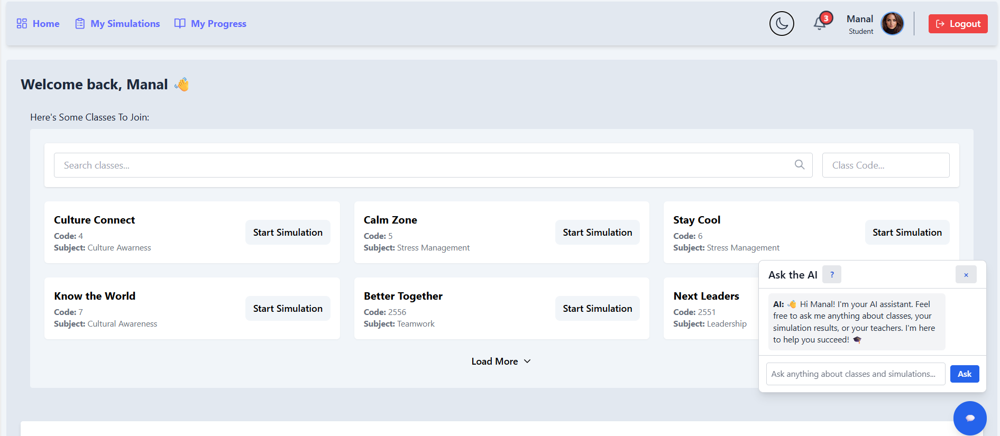 Home
My Simulations
My Progress
3
Manal
Student
Logout
Welcome back, Manal 👋
Here's Some Classes To Join:
Search classes...
Class Code...
Culture Connect
Code: 4
Subject: Culture Awarness
Start Simulation
Calm Zone
Code: 5
Subject: Stress Management
Start Simulation
Stay Cool
Code: 6
Subject: Stress Management
Start Simulation
Know the World
Code: 7
Subject: Cultural Awareness
Start Simulation
Better Together
Code: 2556
Subject: Teamwork
Start Simulation
Next Leaders
Code: 2551
Subject: Leadership
Load More
Ask the AI
?
×
AI: 👋 Hi Manal! I'm your AI assistant. Feel
free to ask me anything about classes, your
simulation results, or your teachers. I'm here
to help you succeed! 🎓
Ask anything about classes and simulations...
Ask